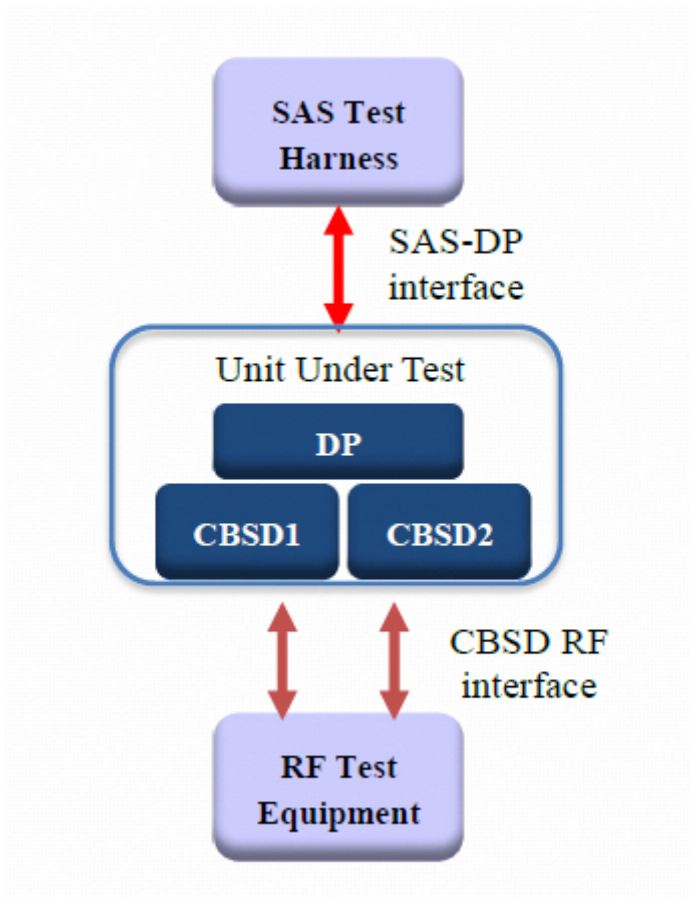 SAS Test
Harness
SAS-DP
interface
Unit Under Test
DP
CBSD1
CBSD2
CBSD RF
interface
RF Test
Equipment